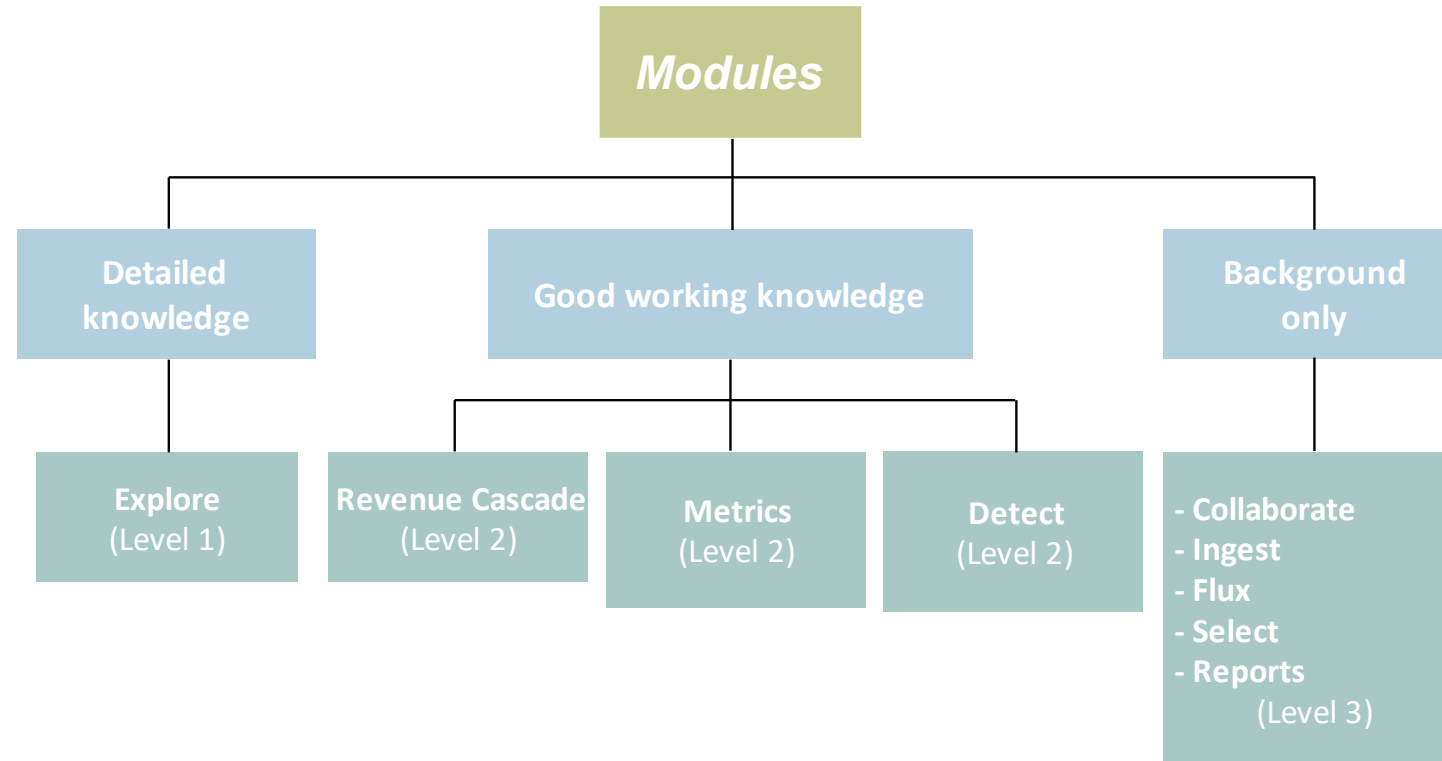 Modules
Detailed
knowledge
Good working knowledge
Background
only
Explore
(Level 1)
Revenue Cascade
(Level 2)
Metrics
(Level 2)
Detect
(Level 2)
- Collaborate
- Ingest
- Flux
- Select
- Reports
(Level 3)